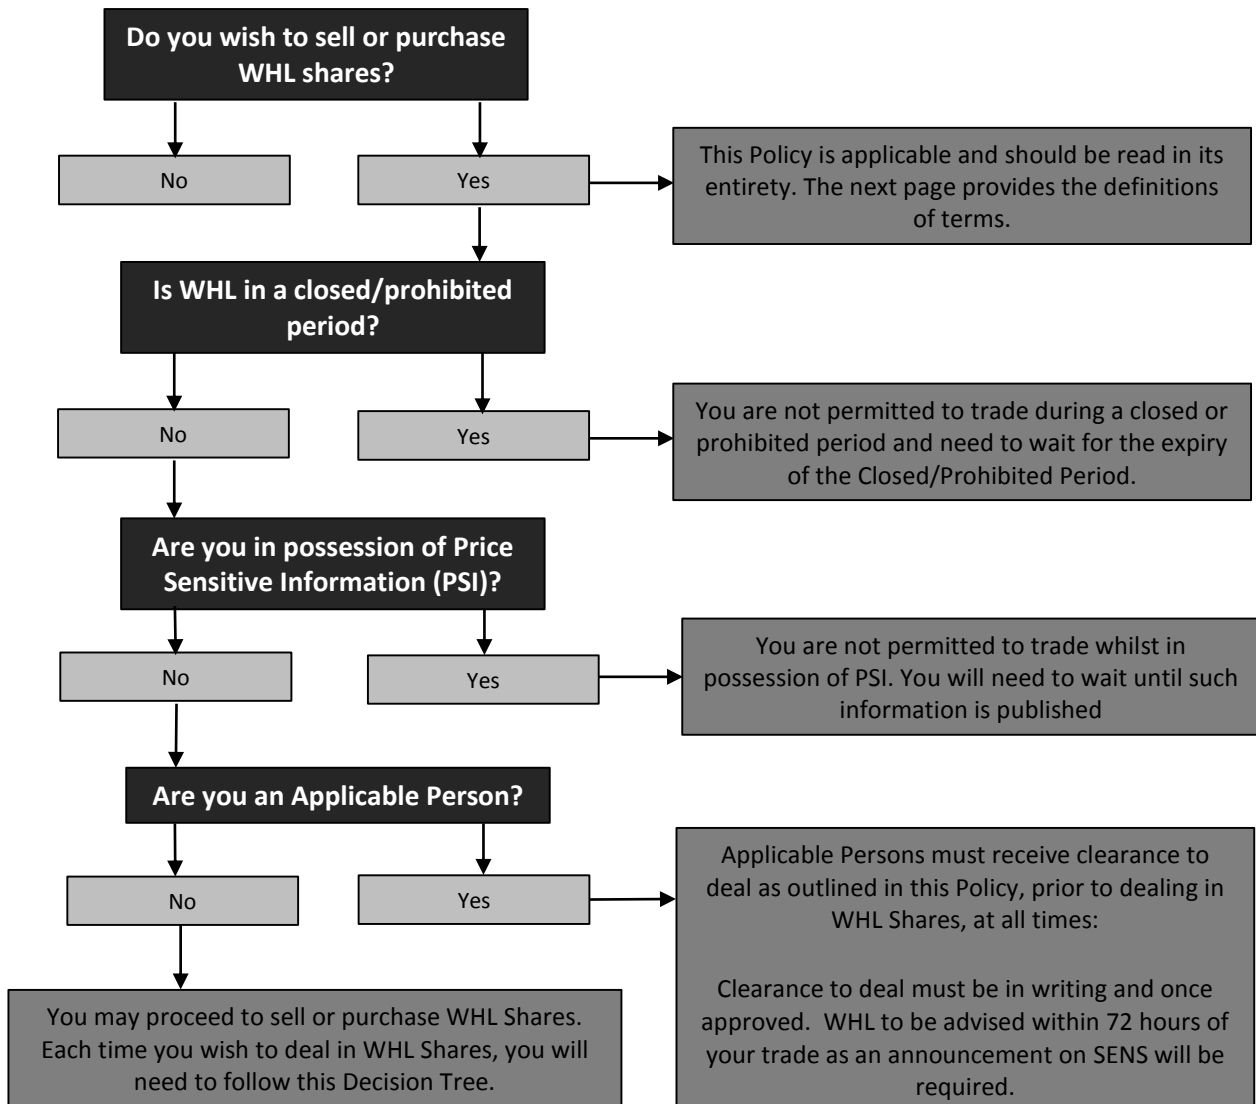 Do you wish to sell or purchase
WHL shares?
No
Yes
This Policy is applicable and should be read in its
entirety. The next page provides the definitions
of terms.
Is WHL in a closed/prohibited
period?
No
Yes
You are not permitted to trade during a closed or
prohibited period and need to wait for the expiry
of the Closed/Prohibited Period.
Are you in possession of Price
Sensitive Information (PSI)?
No
Yes
You are not permitted to trade whilst in
possession of PSI. You will need to wait until such
information is published
Are you an Applicable Person?
No
Yes
Applicable Persons must receive clearance to
deal as outlined in this Policy, prior to dealing in
WHL Shares, at all times:
Clearance to deal must be in writing and once
approved.  WHL to be advised within 72 hours of
your trade as an announcement on SENS will be
required.
You may proceed to sell or purchase WHL Shares.
Each time you wish to deal in WHL Shares, you will
need to follow this Decision Tree.